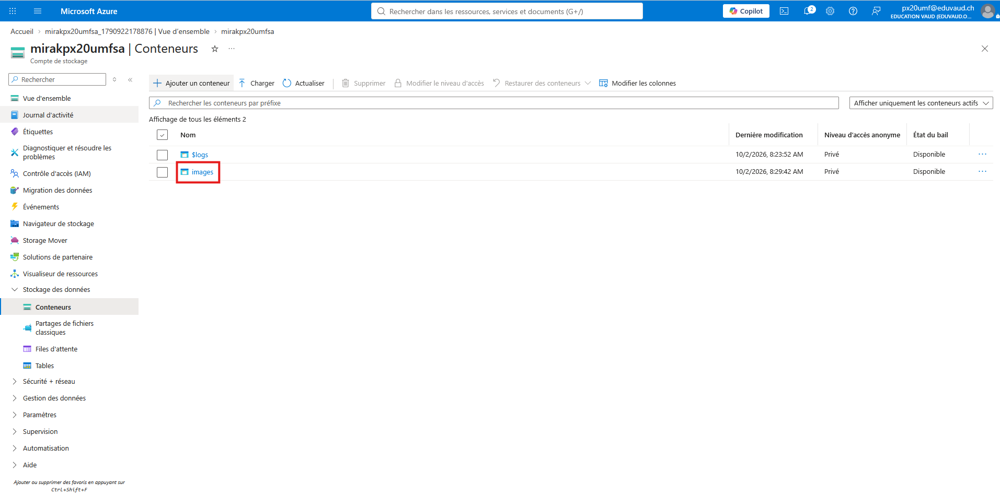 Microsoft Azure
Rechercher dans les ressources, services et documents (G+/)
Copilot
2
px20umf@eduvaud.ch
EDUCATION VAUD (EDUVAUD.O...
Accueil > mirakpx20umfsa_1790922178876 | Vue d’ensemble > mirakpx20umfsa
mirakpx20umfsa | Conteneurs
Compte de stockage
Rechercher
Vue d'ensemble
Journal d’activité
Étiquettes
Diagnostiquer et résoudre les
problèmes
Contrôle d'accès (IAM)
Migration des données
Événements
Navigateur de stockage
Storage Mover
Solutions de partenaire
Visualiseur de ressources
Stockage des données
Conteneurs
Partages de fichiers
classiques
Files d'attente
Tables
Sécurité + réseau
Gestion des données
Paramètres
Supervision
Automatisation
Aide
Ajouter ou supprimer des favoris en appuyant sur
Ctrl+Shift+F
Ajouter un conteneur Charger Actualiser Supprimer Modifier le niveau d'accès Restaurer des conteneurs Modifier les colonnes
Rechercher les conteneurs par préfixe
Afficher uniquement les conteneurs actifs
Affichage de tous les éléments 2
Nom Dernière modification Niveau d’accès anonyme État du bail
$logs 10/2/2026, 8:23:52 AM Privé Disponible
images 10/2/2026, 8:29:42 AM Privé Disponible